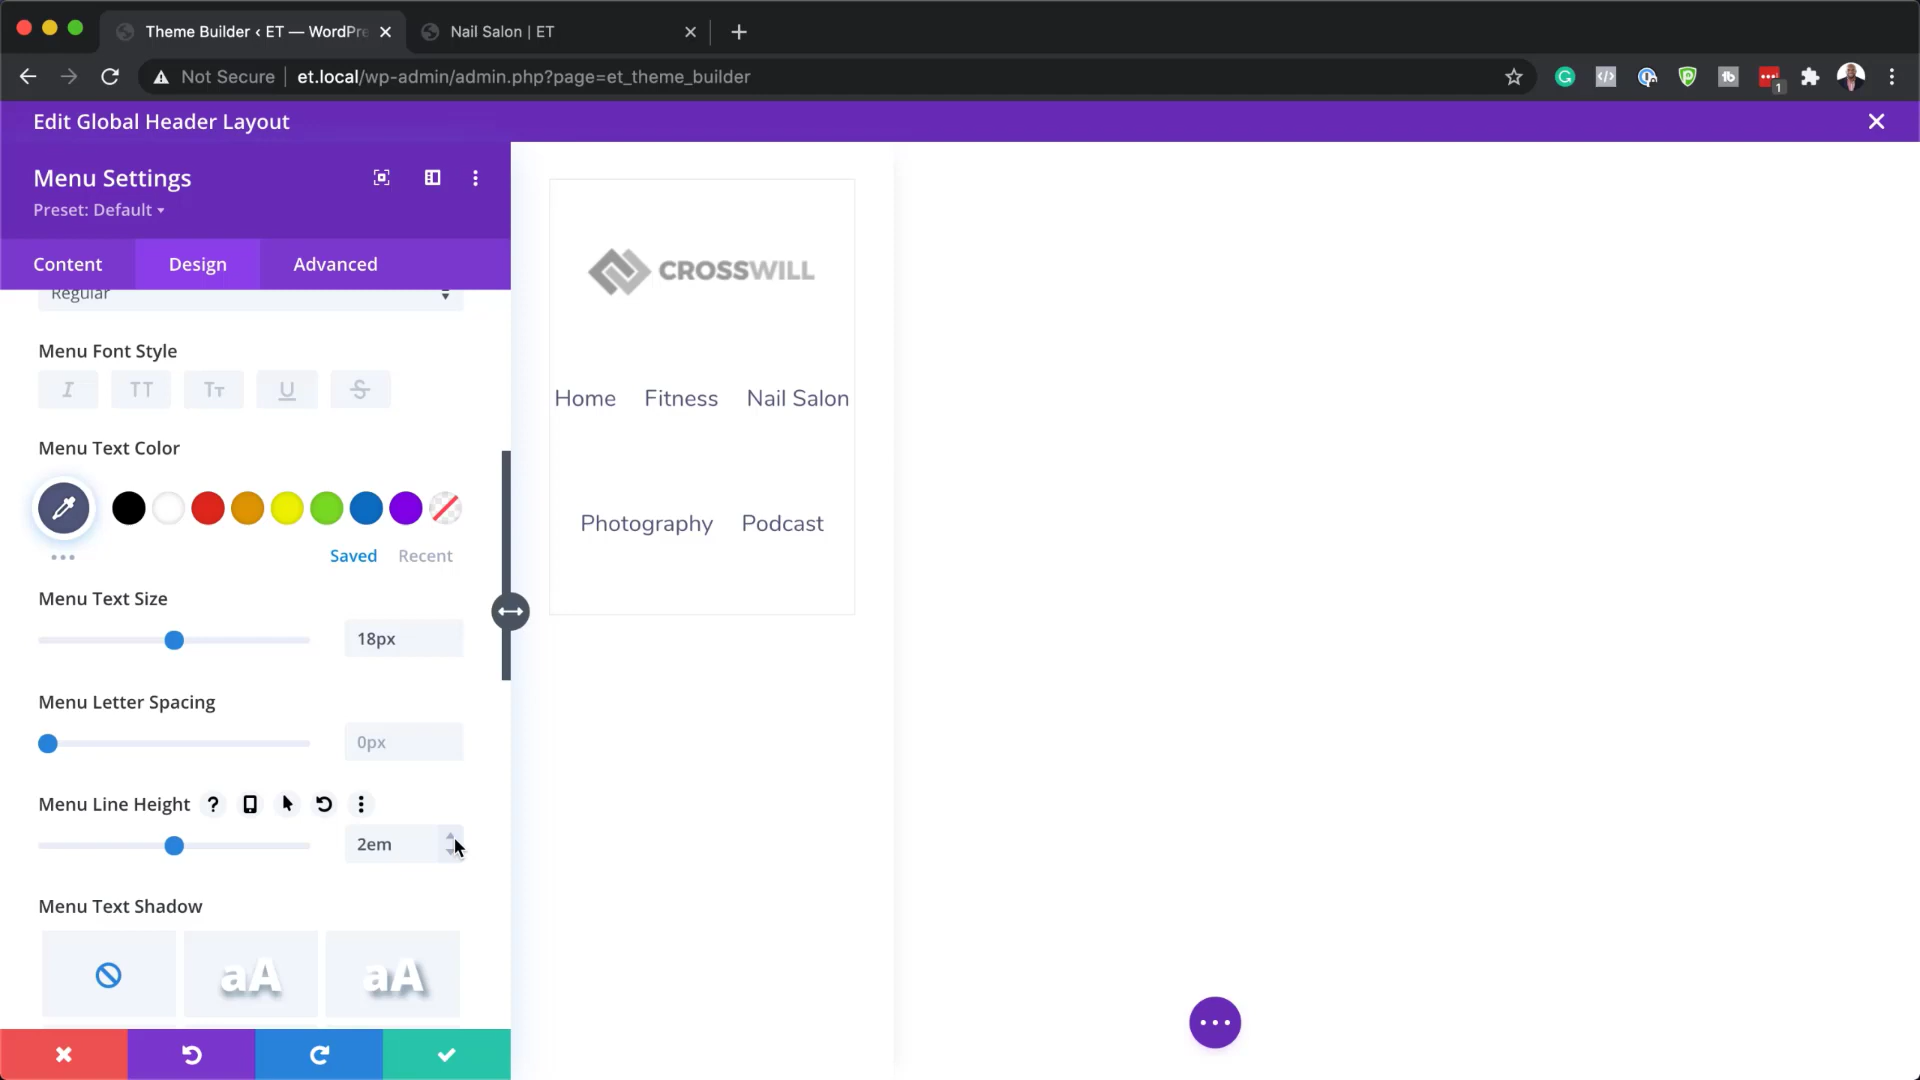 Theme Builder ‹ ET — WordPre
Nail Salon | ET
Not Secure
et.local/wp-admin/admin.php?page=et_theme_builder
1
Edit Global Header Layout
Menu Settings
Preset: Default
Content
Design
Advanced
Regular
Menu Font Style
I
TT
Tт
U
S
Menu Text Color
Saved
Recent
Menu Text Size
18px
Menu Letter Spacing
0px
Menu Line Height
?
2em
Menu Text Shadow
aA
aA
CROSSWILL
Home
Fitness
Nail Salon
Photography
Podcast